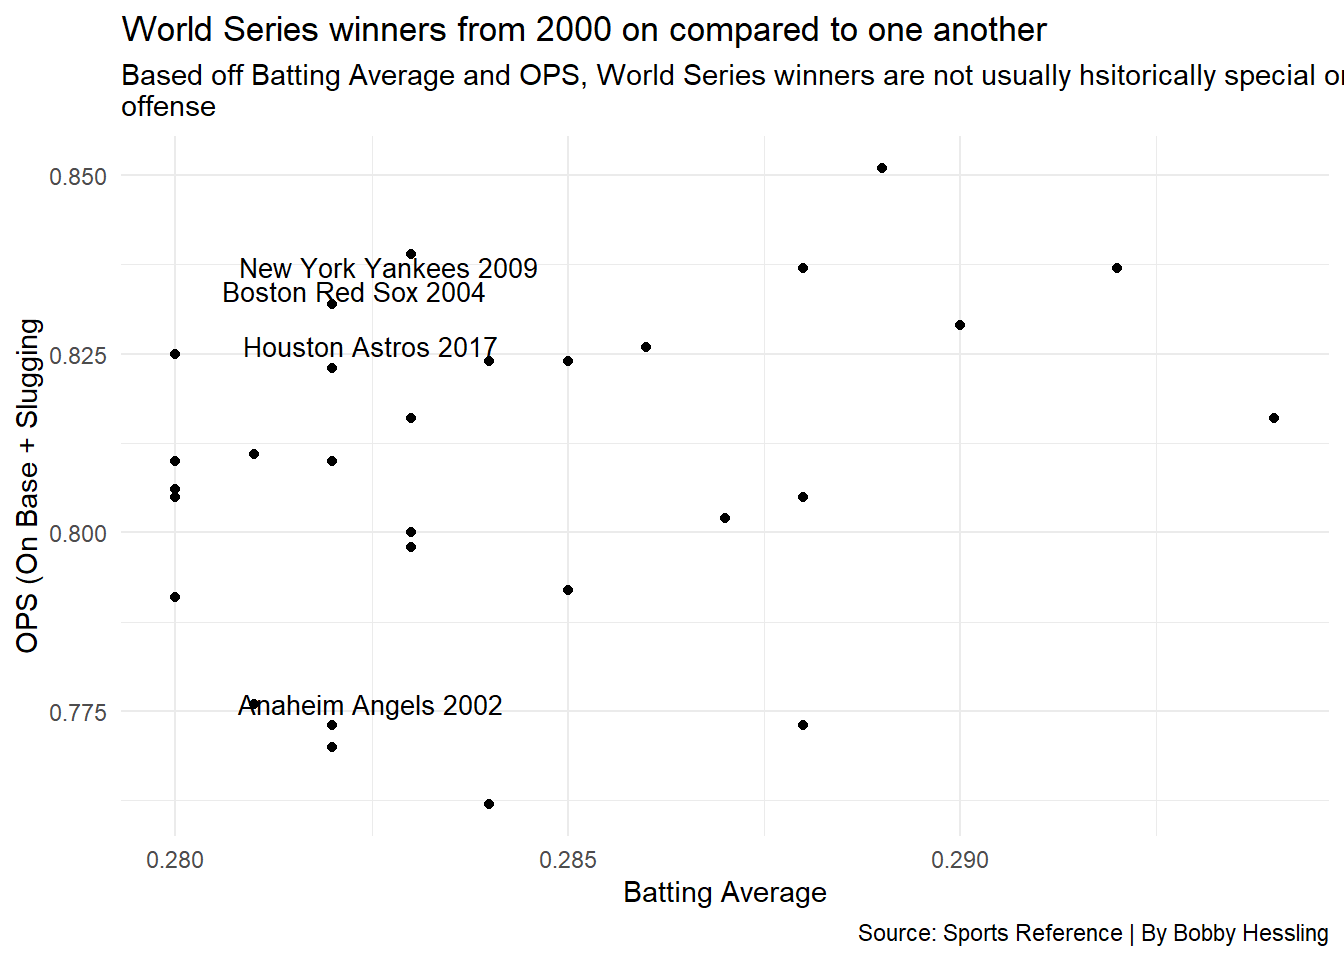 World Series winners from 2000 on compared to one another
Based off Batting Average and OPS, World Series winners are not usually hsitorically special
offense
0.850
New York Yankees 2009
Boston Red Sox 2004
Houston Astros 2017
0.825
0.800
Anaheim Angels 2002
0.775
OPS (On Base + Slugging
0.280
0.285
0.290
Batting Average
Source: Sports Reference | By Bobby Hessling